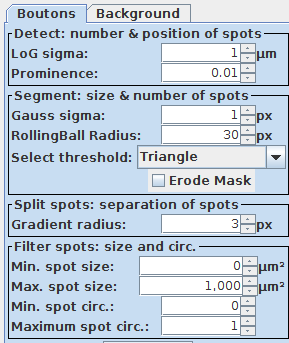 Boutons Background
Detect: number & position of spots
LoG sigma: 1 μm
Prominence: 0.01
Segment: size & number of spots
Gauss sigma: 1 px
RollingBall Radius: 30 px
Select threshold: Triangle
Erode Mask
Split spots: separation of spots
Gradient radius: 3 px
Filter spots: size and circ.
Min. spot size: 0 μm²
Max. spot size: 1,000 μm²
Min. spot circ.: 0
Maximum spot circ.: 1